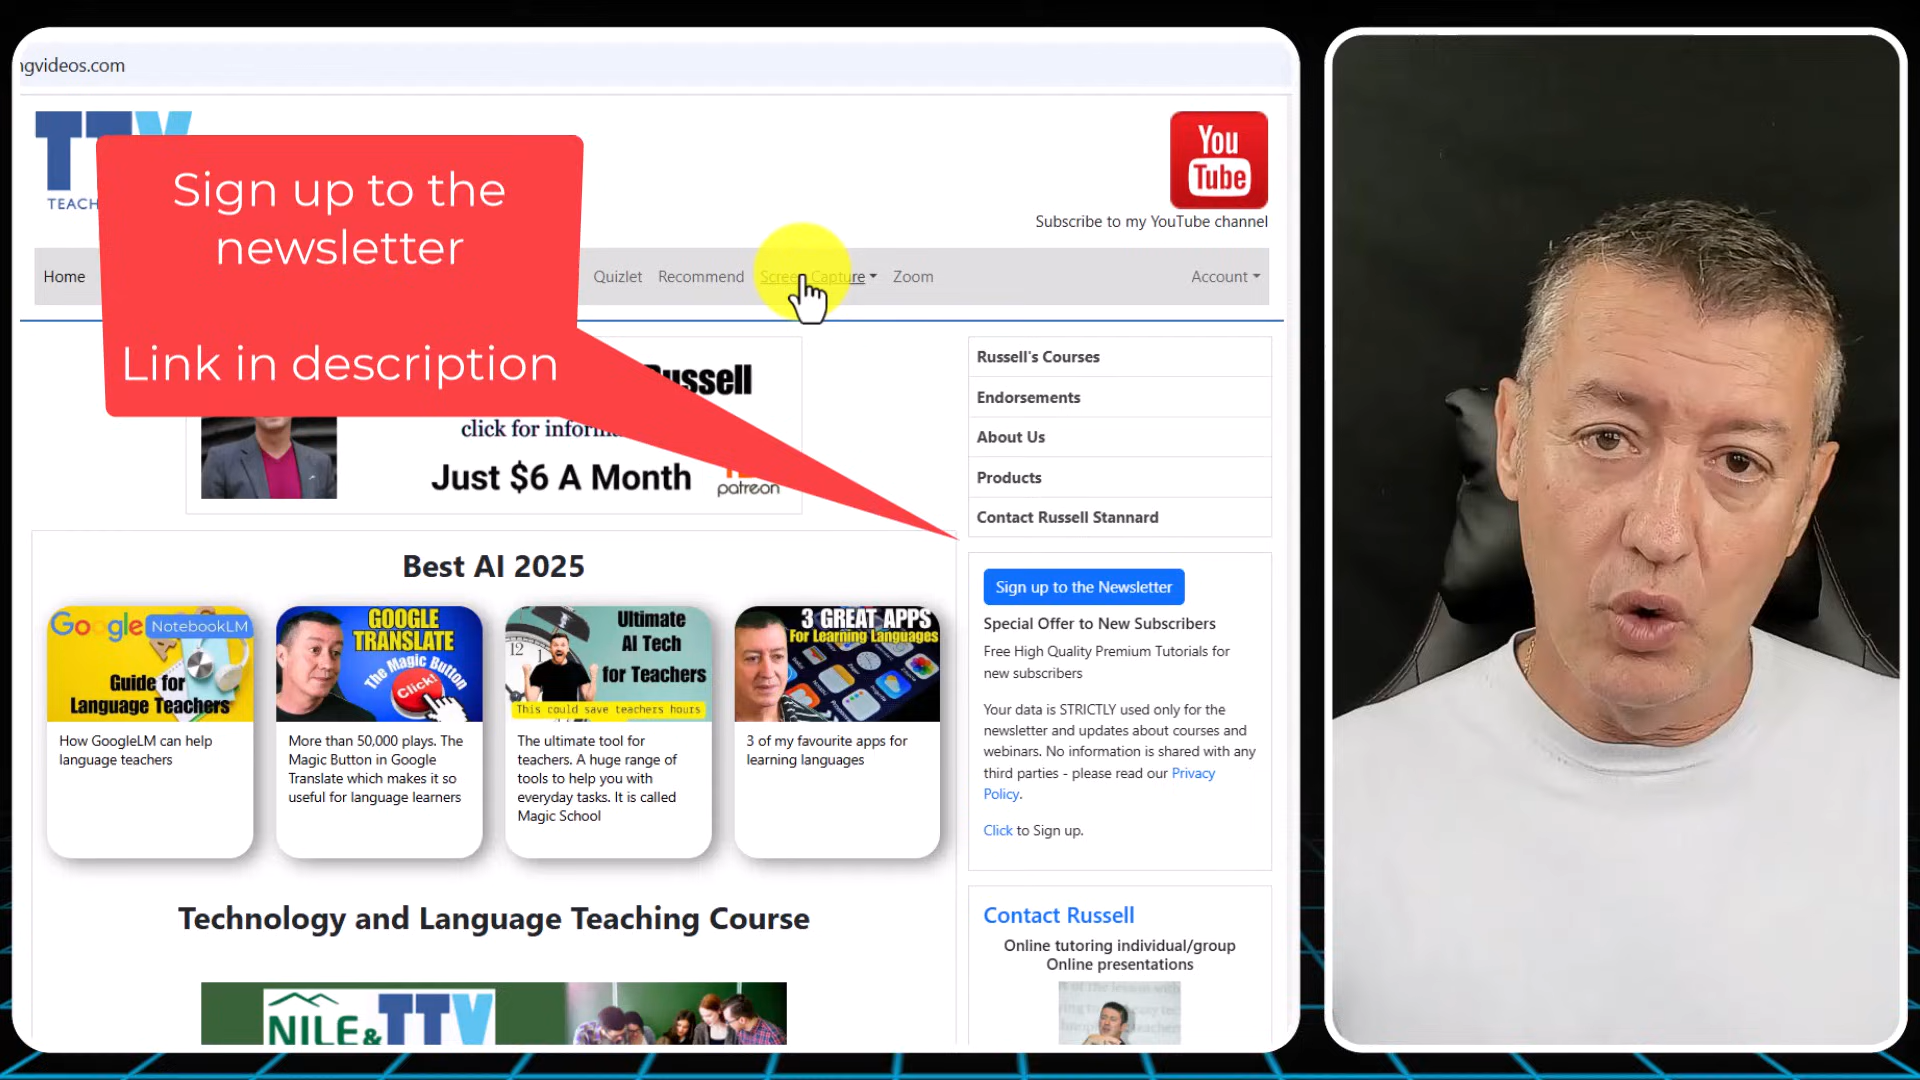 ngvideos.com
TTV
TEACH
You
Tube
Subscribe to my YouTube channel
Sign up to the
newsletter
Link in description
Home
Quizlet
Recommend
Screen Capture
Zoom
Account
Russell
click for inform
Just $6 A Month
patreon
Russell's Courses
Endorsements
About Us
Products
Contact Russell Stannard
Best AI 2025
Google NotebookLM
Guide for
Language Teachers
How GoogleLM can help
language teachers
GOOGLE
TRANSLATE
The Magic Button
Click!
More than 50,000 plays. The
Magic Button in Google
Translate which makes it so
useful for language learners
12
Ultimate
AI Tech
for Teachers
This could save teachers hours
The ultimate tool for
teachers. A huge range of
tools to help you with
everyday tasks. It is called
Magic School
3 GREAT APPS
For Learning Languages
3 of my favourite apps for
learning languages
Sign up to the Newsletter
Special Offer to New Subscribers
Free High Quality Premium Tutorials for
new subscribers
Your data is STRICTLY used only for the
newsletter and updates about courses and
webinars. No information is shared with any
third parties - please read our Privacy
Policy.
Click to Sign up.
Technology and Language Teaching Course
NILE & TTV
Contact Russell
Online tutoring individual/group
Online presentations